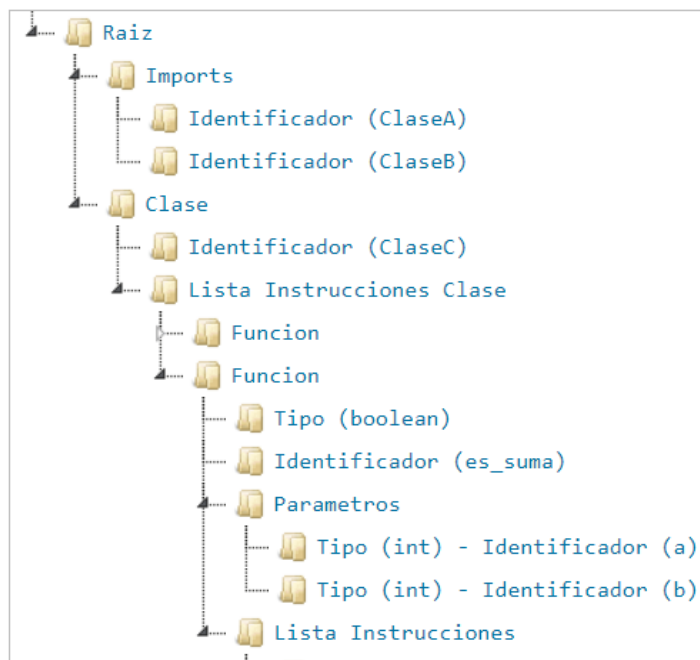 Raiz
Imports
Identificador (ClaseA)
Identificador (ClaseB)
Clase
Identificador (ClaseC)
Lista Instrucciones Clase
Funcion
Funcion
Tipo (boolean)
Identificador (es_suma)
Parametros
Tipo (int) - Identificador (a)
Tipo (int) - Identificador (b)
Lista Instrucciones